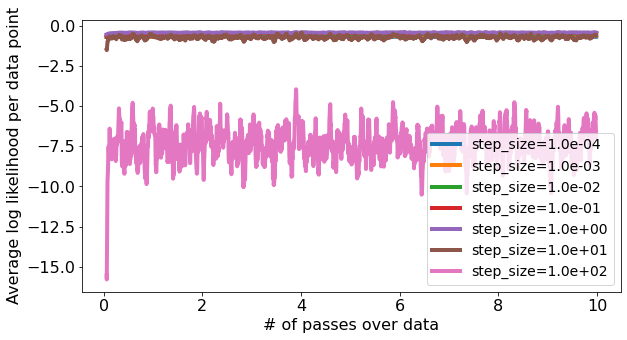 Average log likelihood per data point
0.0
−2.5
−5.0
−7.5
−10.0
−12.5
−15.0
step_size=1.0e-04
step_size=1.0e-03
step_size=1.0e-02
step_size=1.0e-01
step_size=1.0e+00
step_size=1.0e+01
step_size=1.0e+02
0 2 4 6 8 10
# of passes over data